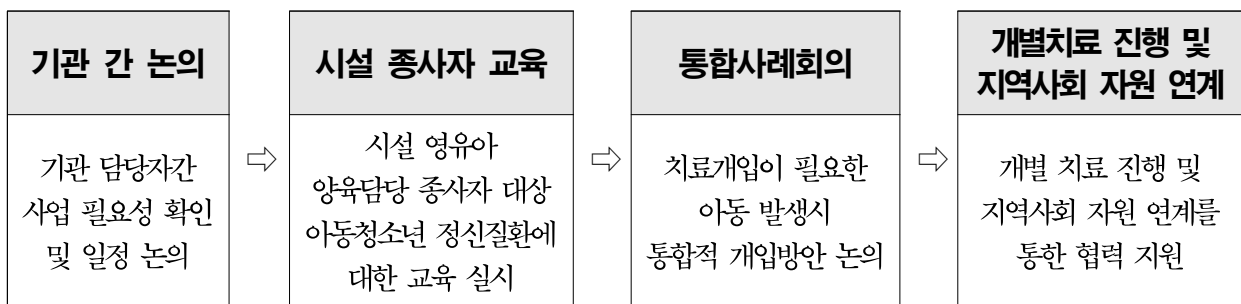 기관 간 논의
기관 담당자간
사업 필요성 확인
및 일정 논의
⇨
시설 종사자 교육
시설 영유아
양육담당 종사자 대상
아동청소년 정신질환에
대한 교육 실시
⇨
통합사례회의
치료개입이 필요한
아동 발생시
통합적 개입방안 논의
⇨
개별치료 진행 및
지역사회 자원 연계
개별 치료 진행 및
지역사회 자원 연계를
통한 협력 지원